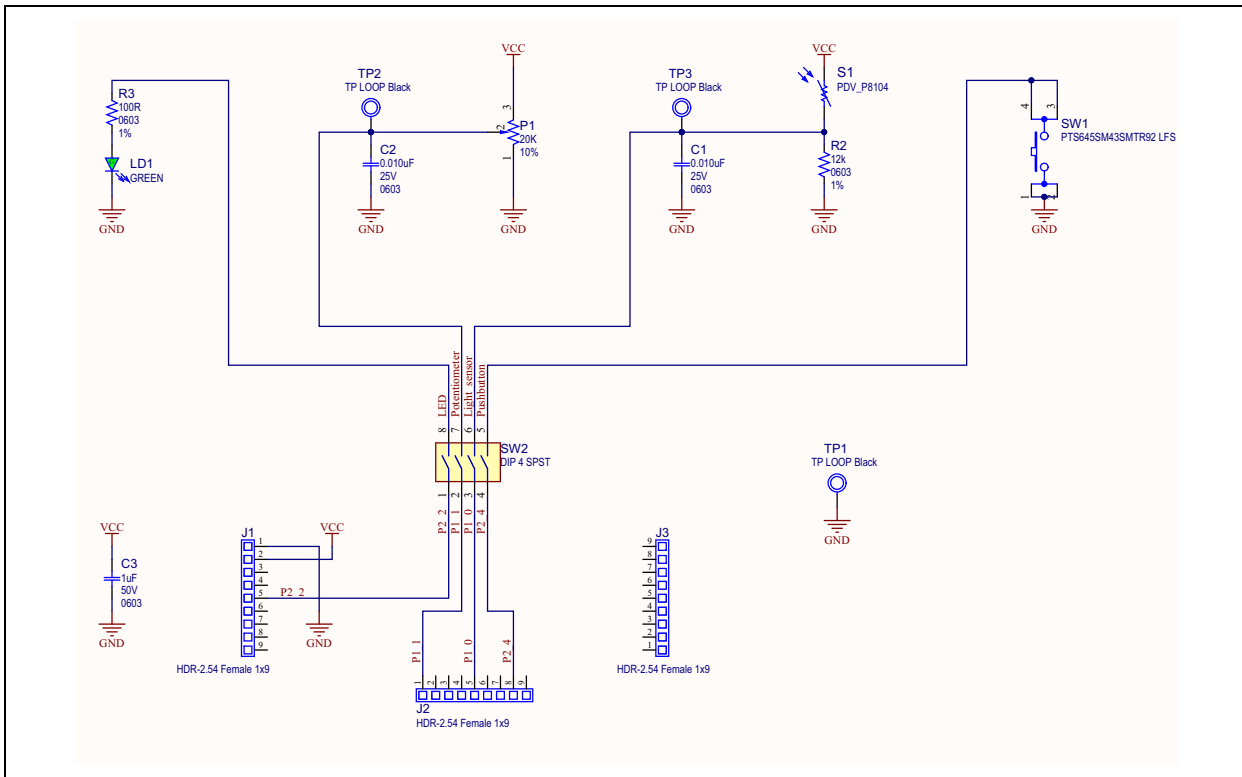 VCC
VCC
TP2
TP LOOP Black
TP3
TP LOOP Black
S1
PDV_P8104
R3
100R
0603
1%
LD1
GREEN
GND
C2
0.010uF
25V
0603
GND
3
2
1
P1
20K
10%
GND
C1
0.010uF
25V
0603
GND
R2
12k
0603
1%
GND
4
3
SW1
PTS645SM43SMTR92 LFS
1
2
GND
LED
Potentiometer
Light sensor
Pushbutton
8
7
6
5
SW2
DIP 4 SPST
1
2
3
4
P2_2
P1_1
P1_0
P2_4
TP1
TP LOOP Black
GND
VCC
C3
1uF
50V
0603
GND
J1
1
2
3
4
5
6
7
8
9
HDR-2.54 Female 1x9
VCC
P2_2
GND
P1_1
P1_0
P2_4
1
2
3
4
5
6
7
8
9
J2
HDR-2.54 Female 1x9
J3
9
8
7
6
5
4
3
2
1
HDR-2.54 Female 1x9